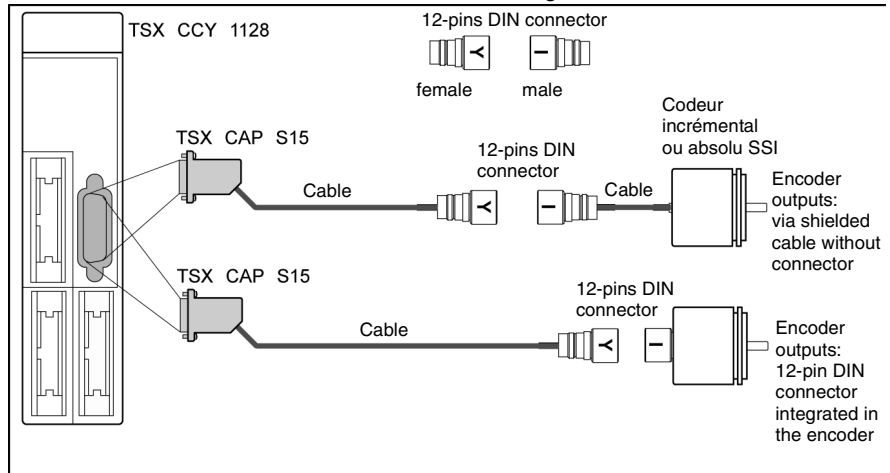 12-pins DIN connector
TSX CCY 1128
Y
I
female
male
Codeur
incrémental
ou absolu SSI
TSX CAP S15
12-pins DIN
connector
Cable
Y
I
Cable
Encoder
outputs:
via shielded
cable without
connector
TSX CAP S15
12-pins DIN
connector
Cable
Y
I
Encoder
outputs:
12-pin DIN
connector
integrated in
the encoder